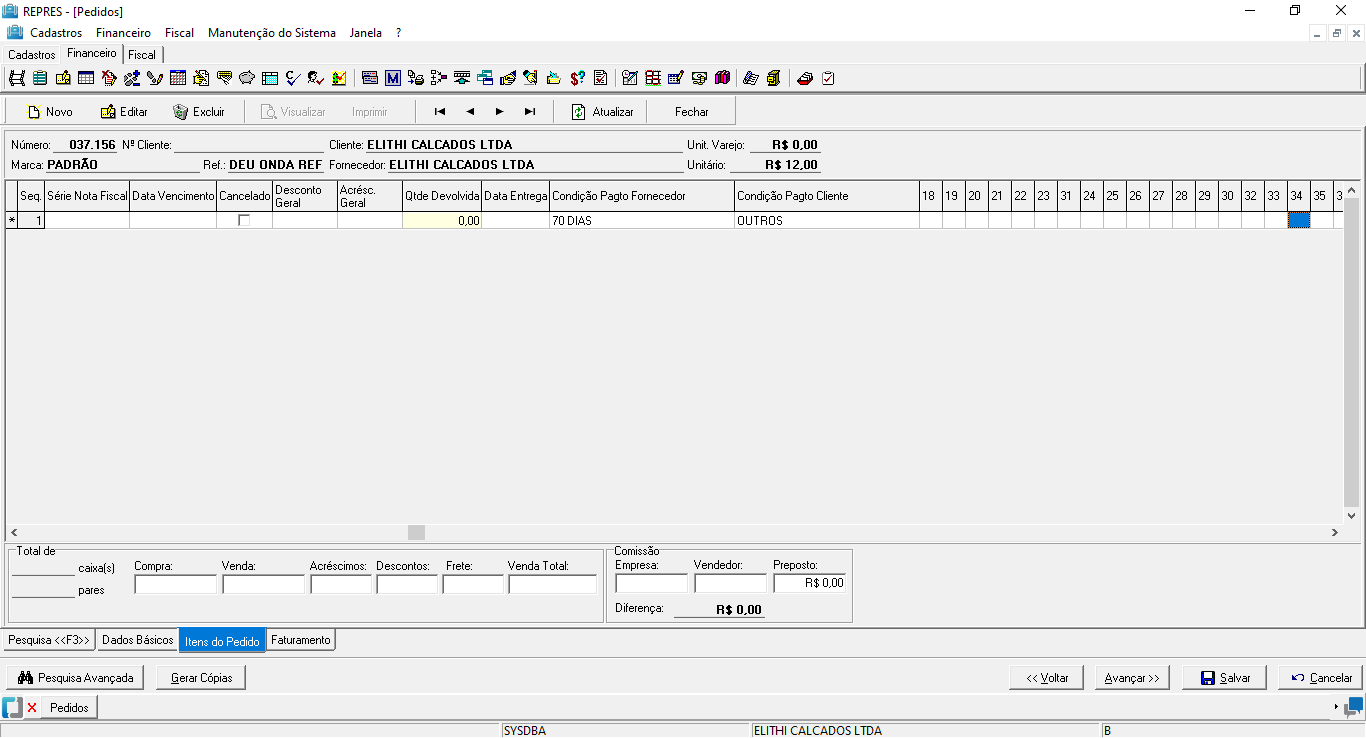 REPRES - [Pedidos]
Cadastros Financeiro Fiscal Manutenção do Sistema Janela ?
Cadastros Financeiro Fiscal
Novo Editar Excluir Visualizar Imprimir Atualizar Fechar
Número: 037.156 Nº Cliente: Cliente: ELITHI CALCADOS LTDA Unit. Varejo: R$ 0,00
Marca: PADRÃO Ref.: DEU ONDA REF Fornecedor: ELITHI CALCADOS LTDA Unitário: R$ 12,00
Seq. Série Nota Fiscal Data Vencimento Cancelado Desconto Geral Acrésc. Geral Qtde Devolvida Data Entrega Condição Pagto Fornecedor Condição Pagto Cliente 18 19 20 21 22 23 31 24 25 26 27 28 29 30 32 33 34 35 3
* 1 0,00 70 DIAS OUTROS
Total de
caixa(s) Compra: Venda: Acréscimos: Descontos: Frete: Venda Total:
pares
Comissão
Empresa: Vendedor: Preposto:
R$ 0,00
Diferença: R$ 0,00
Pesquisa <<F3>> Dados Básicos Itens do Pedido Faturamento
Pesquisa Avançada Gerar Cópias << Voltar Avançar >> Salvar Cancelar
Pedidos
SYSDBA ELITHI CALCADOS LTDA B